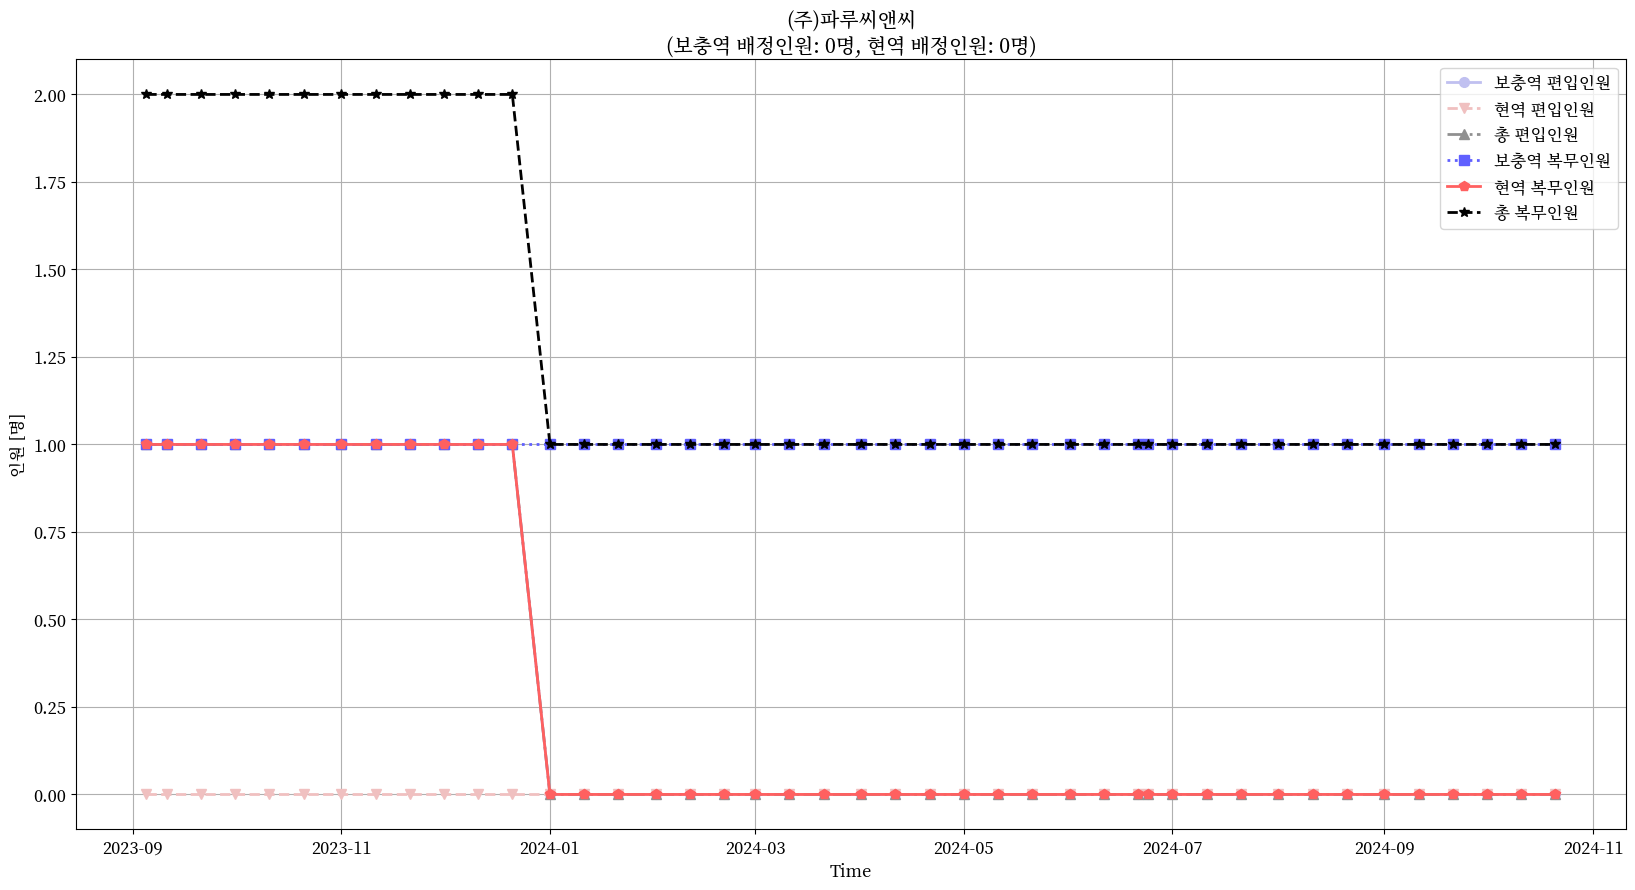 (주)파루씨앤씨
(보충역 배정인원: 0명, 현역 배정인원: 0명)
보충역 편입인원
현역 편입인원
총 편입인원
보충역 복무인원
현역 복무인원
총 복무인원
인원 [명]
2.00
1.75
1.50
1.25
1.00
0.75
0.50
0.25
0.00
2023-09 2023-11 2024-01 2024-03 2024-05 2024-07 2024-09 2024-11
Time